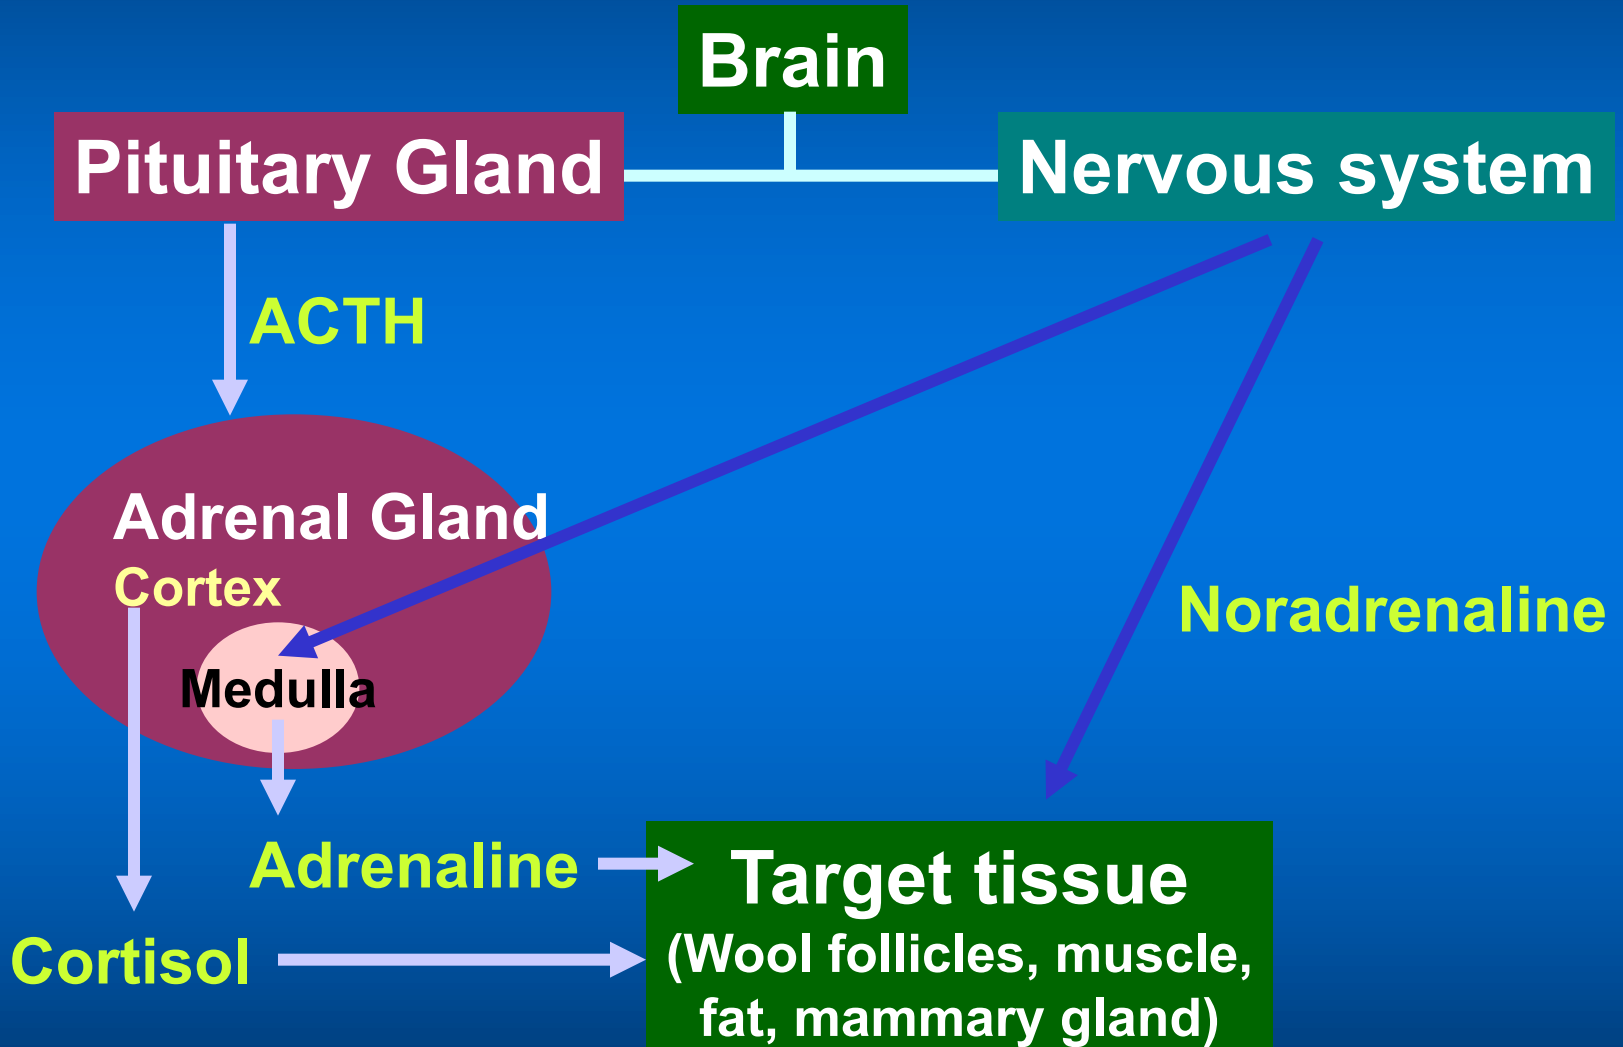 Brain
Pituitary Gland
Nervous system
ACTH
Adrenal Gland
Cortex
Noradrenaline
Medulla
Adrenaline
Target tissue
(Wool follicles, muscle,
fat, mammary gland)
Cortisol